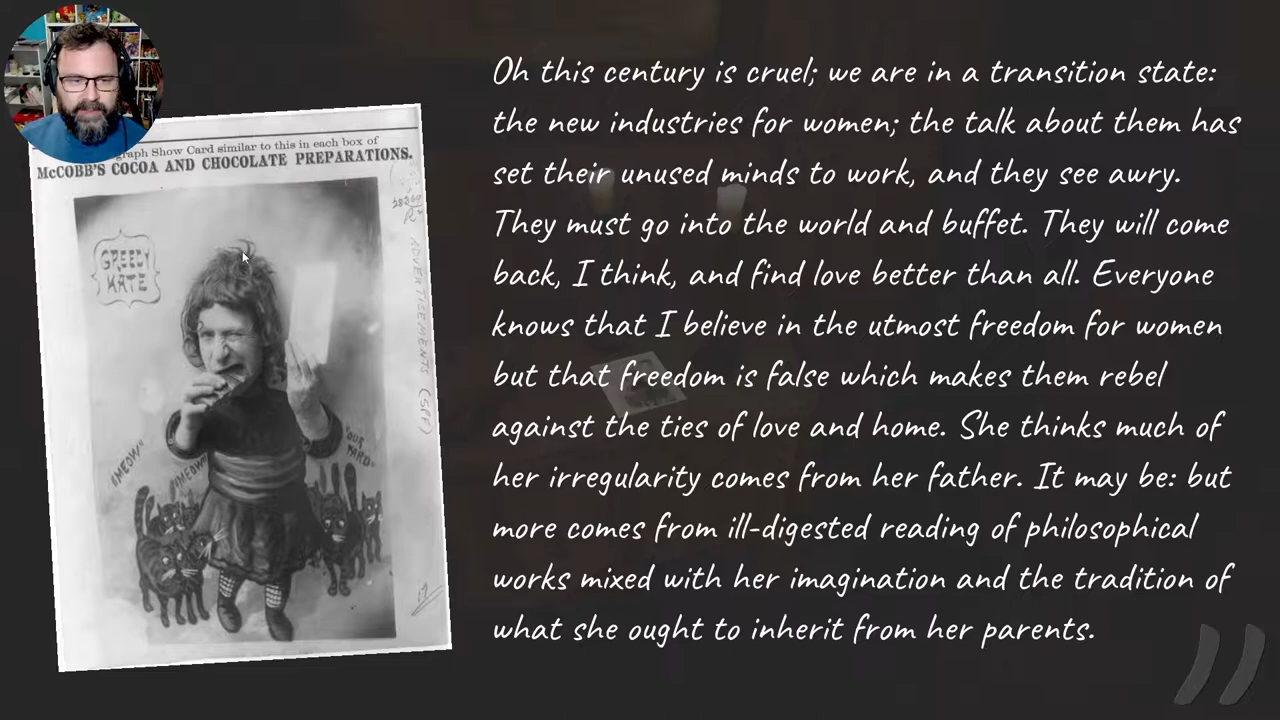 graph Show Card similar to this in each box of
McCOBB'S COCOA AND CHOCOLATE PREPARATIONS.
GREEDY
KATE
"MEOW"
"MEOW"
"OUR
YARD"
ADVERTISEMENTS (SFF)
Oh this century is cruel; we are in a transition state:
the new industries for women; the talk about them has
set their unused minds to work, and they see awry.
They must go into the world and buffet. They will come
back, I think, and find love better than all. Everyone
knows that I believe in the utmost freedom for women
but that freedom is false which makes them rebel
against the ties of love and home. She thinks much of
her irregularity comes from her father. It may be: but
more comes from ill-digested reading of philosophical
works mixed with her imagination and the tradition of
what she ought to inherit from her parents.